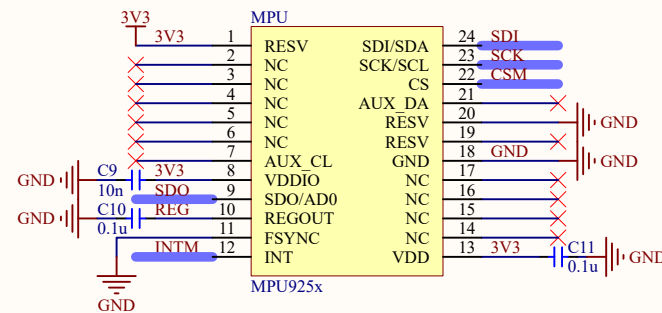 3V3 MPU
3V3 1 RESV SDI/SDA 24 SDI
2 NC SCK/SCL 23 SCK
3 NC CS 22 CSM
4 NC AUX_DA 21
5 NC RESV 20 GND
6 NC RESV 19
7 AUX_CL GND 18 GND GND
C9 3V3 8 VDDIO NC 17
GND 10n SDO 9 SDO/AD0 NC 16
GND C10 REG 10 REGOUT NC 15
0.1u 11 FSYNC NC 14
INTM 12 INT VDD 13 3V3 C11 GND
0.1u
GND MPU925x